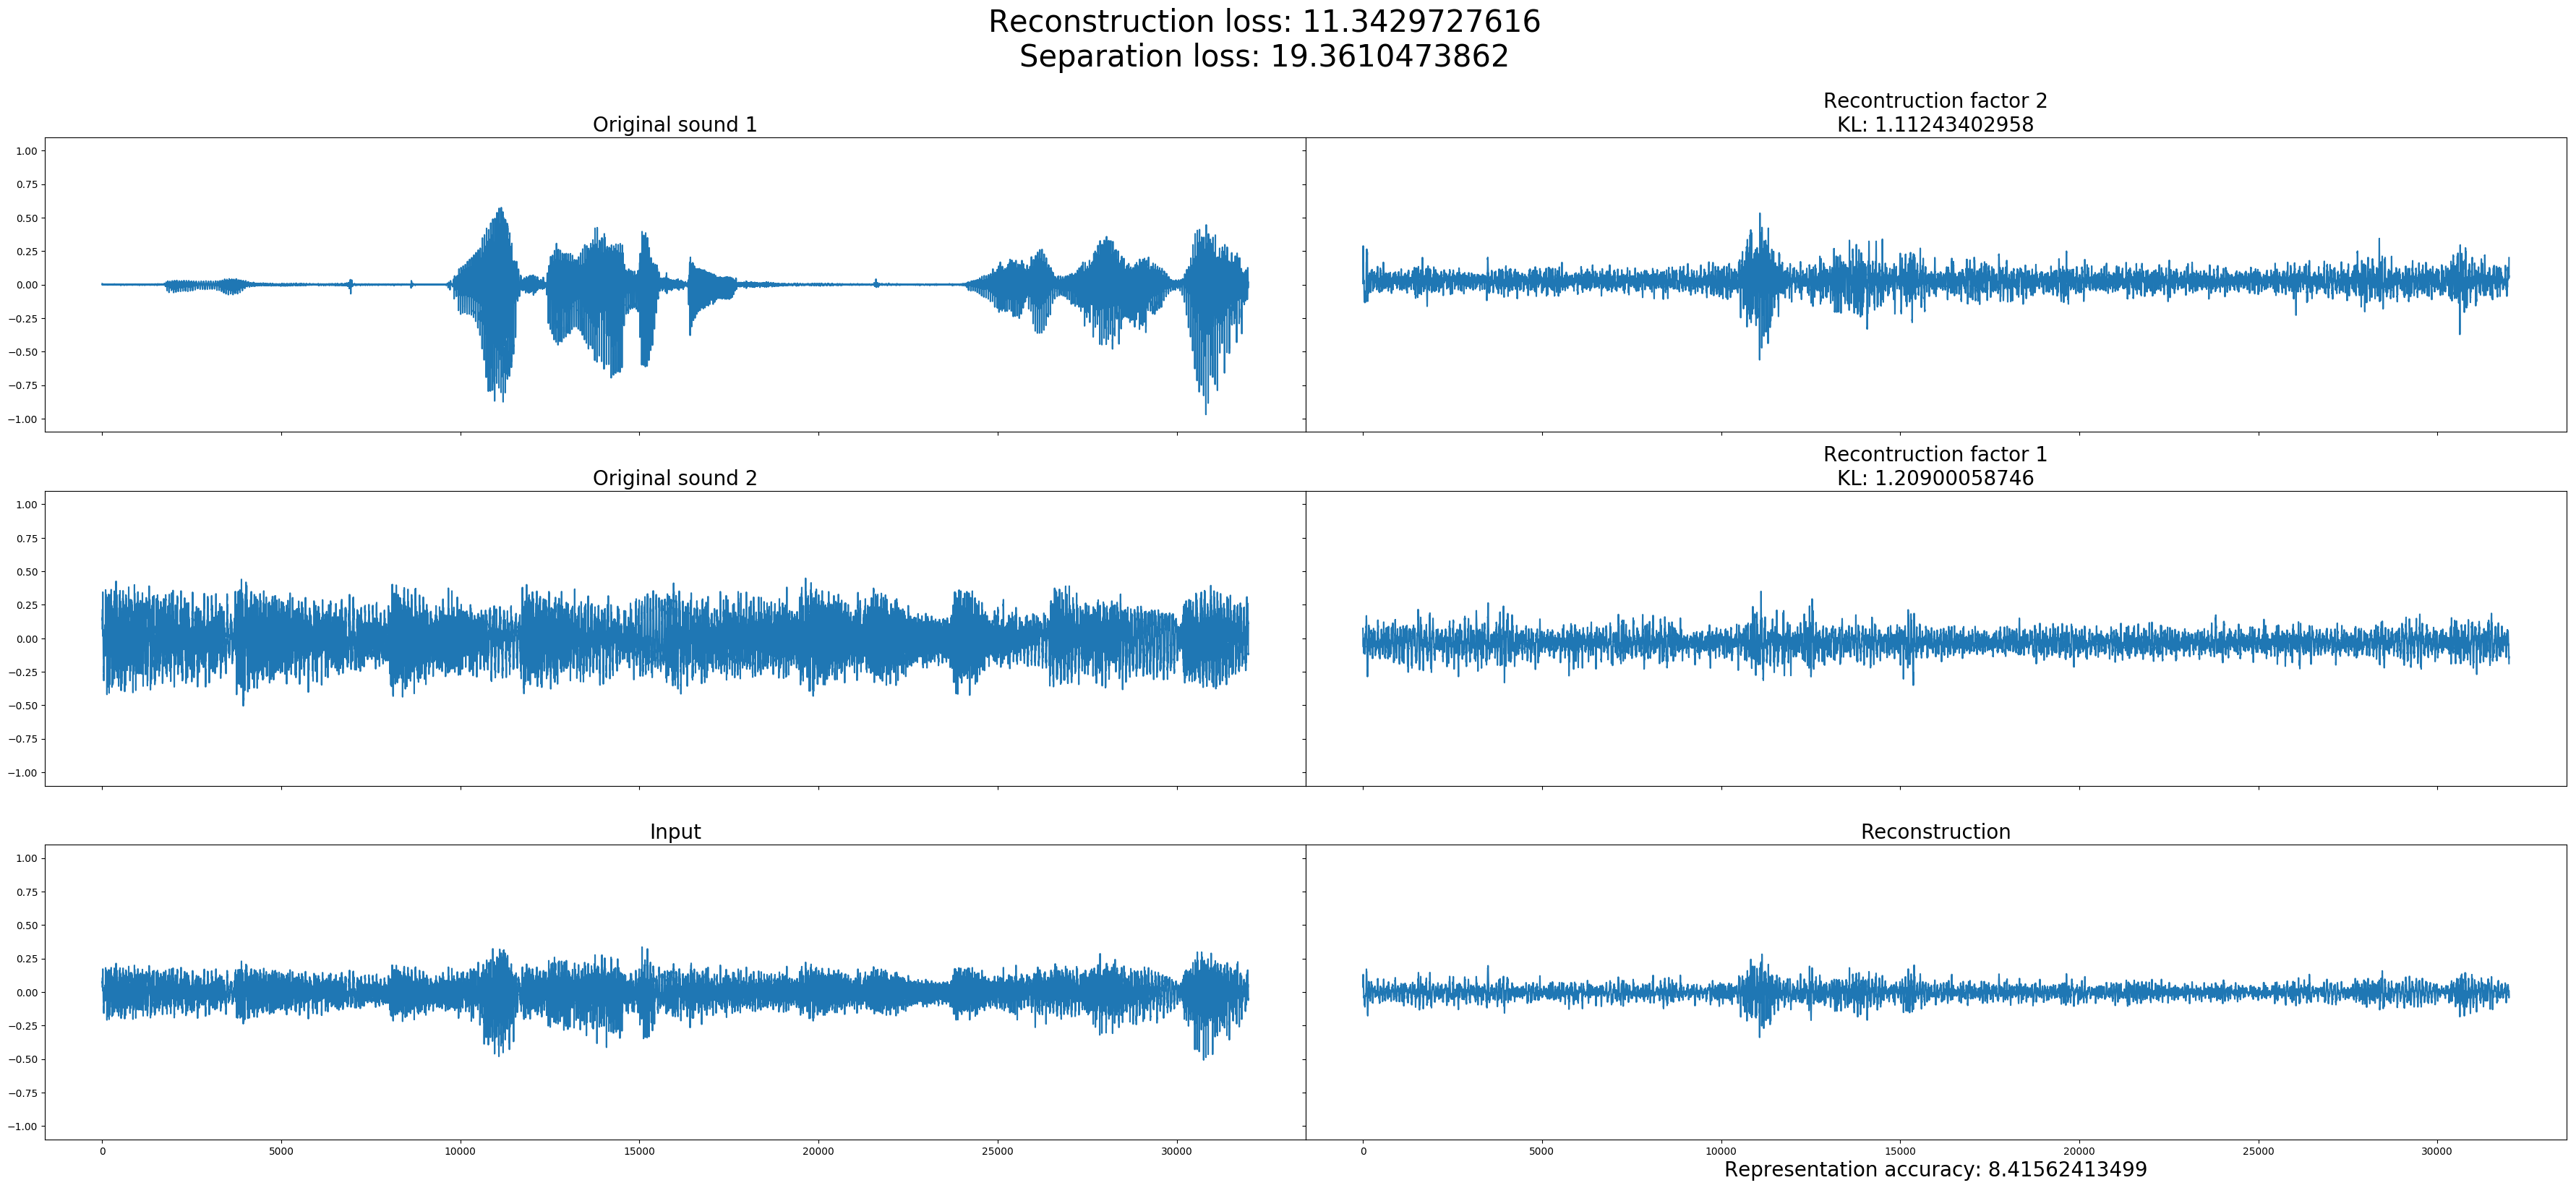 Reconstruction loss: 11.3429727616
Separation loss: 19.3610473862
Original sound 1
1.00
0.75
0.50
0.25
0.00
−0.25
−0.50
−0.75
−1.00
Recontruction factor 2
KL: 1.11243402958
Original sound 2
1.00
0.75
0.50
0.25
0.00
−0.25
−0.50
−0.75
−1.00
Recontruction factor 1
KL: 1.20900058746
Input
1.00
0.75
0.50
0.25
0.00
−0.25
−0.50
−0.75
−1.00
0 5000 10000 15000 20000 25000 30000
Reconstruction
0 5000 10000 15000 20000 25000 30000
Representation accuracy: 8.41562413499